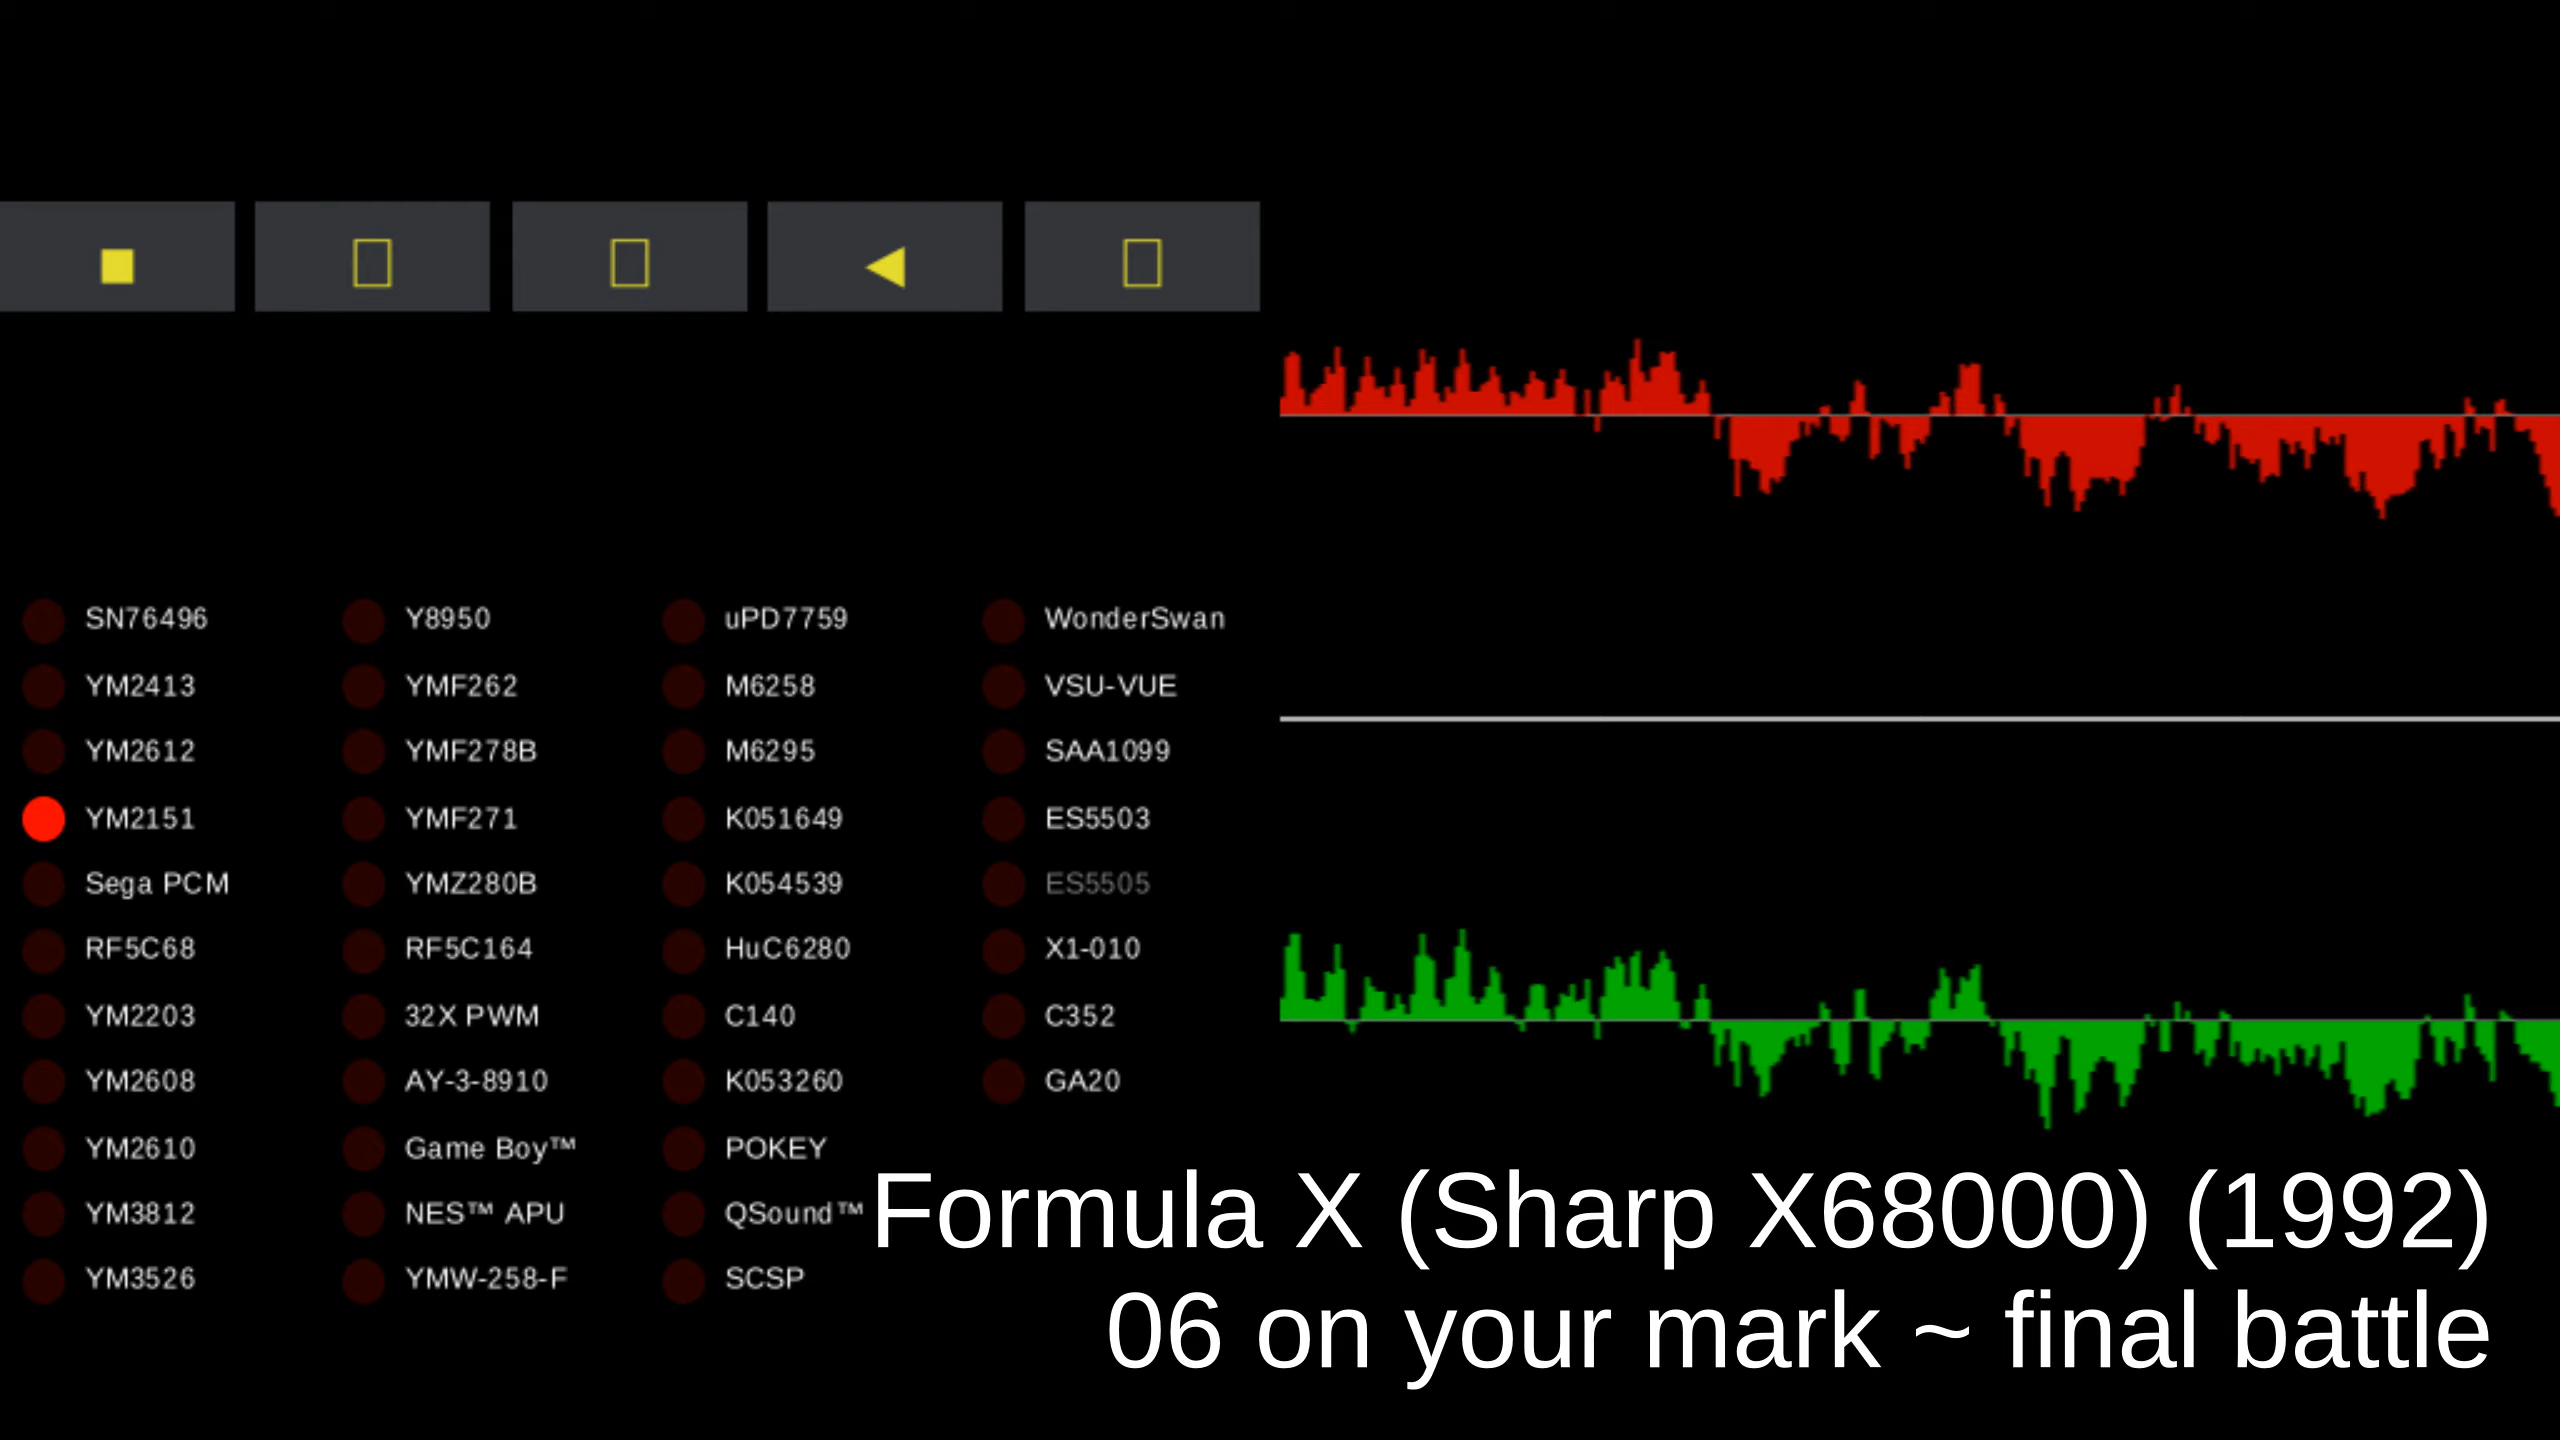 SN76496
YM2413
YM2612
YM2151
Sega PCM
RF5C68
YM2203
YM2608
YM2610
YM3812
YM3526
Y8950
YMF262
YMF278B
YMF271
YMZ280B
RF5C164
32X PWM
AY-3-8910
Game Boy™
NES™ APU
YMW-258-F
uPD7759
M6258
M6295
K051649
K054539
HuC6280
C140
K053260
POKEY
QSound™
SCSP
WonderSwan
VSU-VUE
SAA1099
ES5503
ES5505
X1-010
C352
GA20
Formula X (Sharp X68000) (1992)
06 on your mark ~ final battle